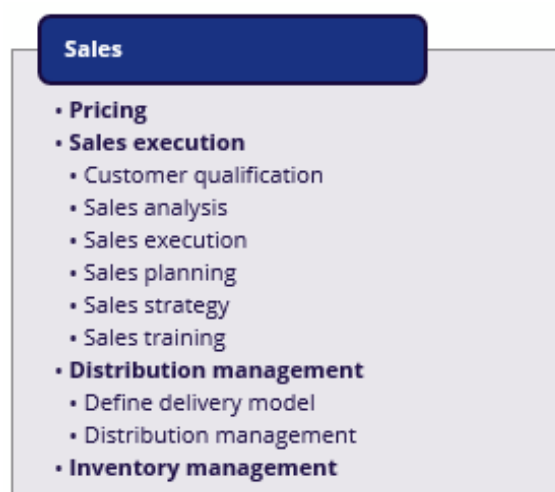 Sales
• Pricing
• Sales execution
• Customer qualification
• Sales analysis
• Sales execution
• Sales planning
• Sales strategy
• Sales training
• Distribution management
• Define delivery model
• Distribution management
• Inventory management